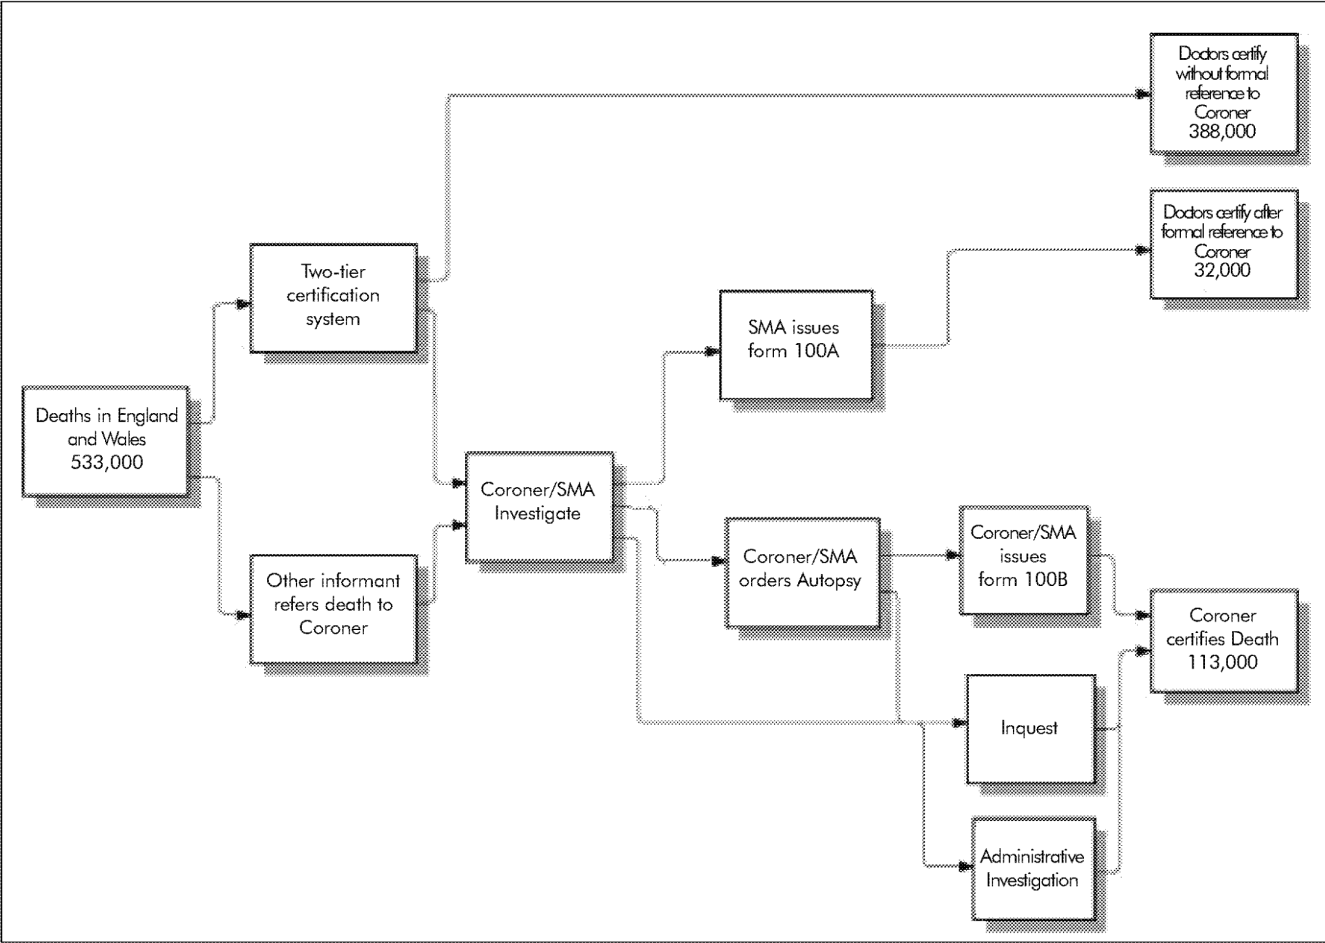 Doctors certify
without formal
reference to
Coroner
388,000
Doctors certify after
formal reference to
Coroner
32,000
Two-tier
certification
system
SMA issues
form 100A
Deaths in England
and Wales
533,000
Coroner/SMA
Investigate
Coroner/SMA
orders Autopsy
Coroner/SMA
issues
form 100B
Other informant
refers death to
Coroner
Coroner
certifies Death
113,000
Inquest
Administrative
Investigation